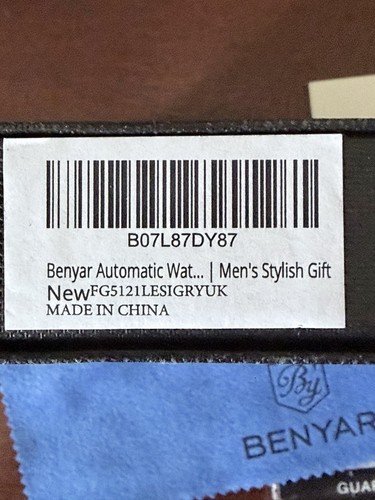 B07L87DY87
Benyar Automatic Wat... | Men's Stylish Gift
NewFG5121LESIGRYUK
MADE IN CHINA
By
BENYAR